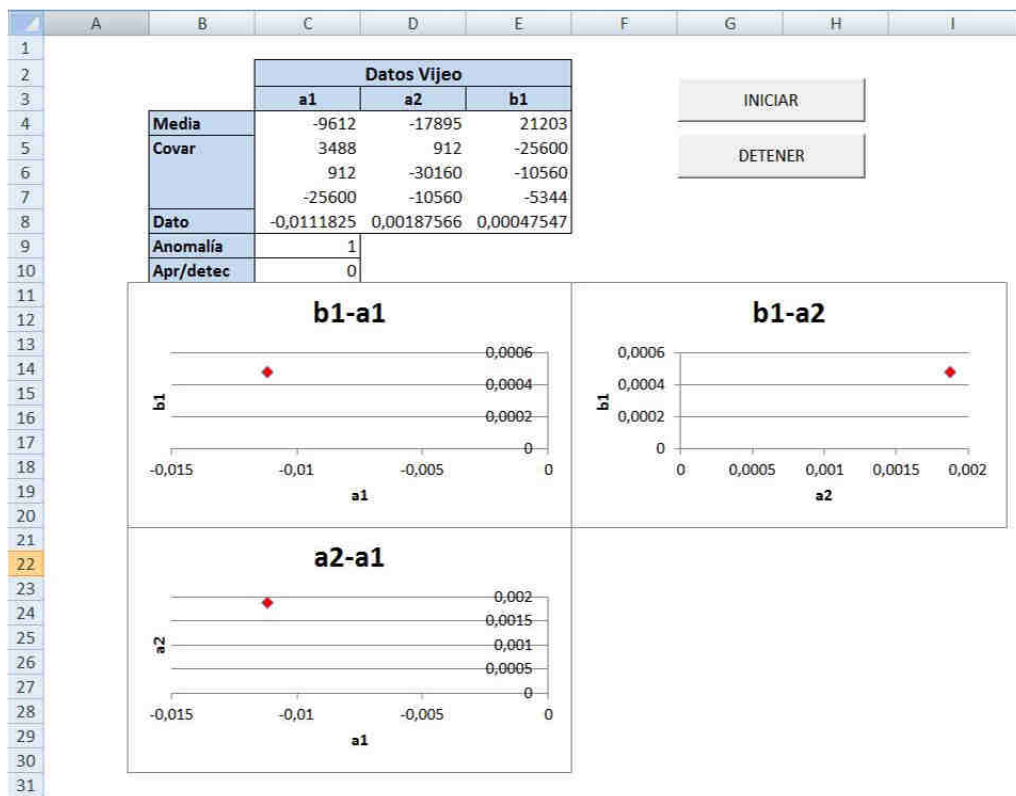 A B C D E F G H I
1
2 Datos Vijeo
3 a1 a2 b1 INICIAR
4 Media -9612 -17895 21203
5 Covar 3488 912 -25600 DETENER
6 912 -30160 -10560
7 -25600 -10560 -5344
8 Dato -0,0111825 0,00187566 0,00047547
9 Anomalía 1
10 Apr/detec 0
11
12
13
14
15
16
17
18
19
20
21
22
23
24
25
26
27
28
29
30
31
b1-a1
0,0006
0,0004
0,0002
0
b1
-0,015 -0,01 -0,005 0
a1
b1-a2
0,0006
0,0004
0,0002
0
b1
0 0,0005 0,001 0,0015 0,002
a2
a2-a1
0,002
0,0015
0,001
0,0005
0
a2
-0,015 -0,01 -0,005 0
a1